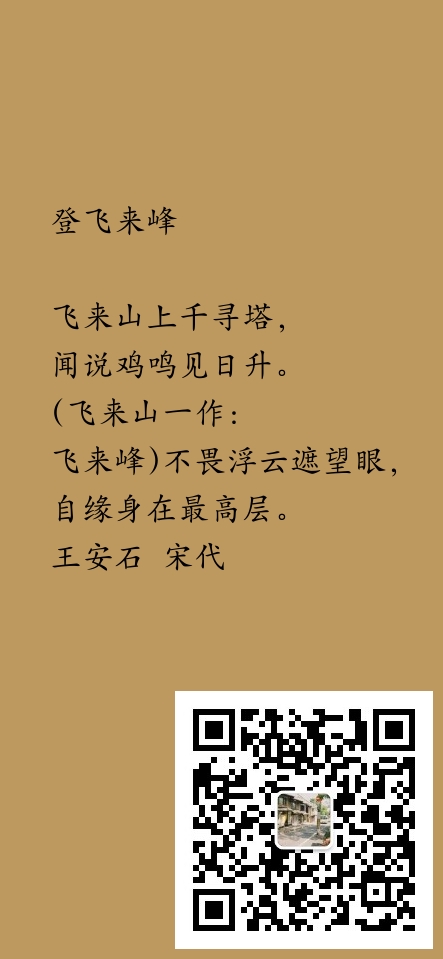 登飞来峰
飞来山上千寻塔，
闻说鸡鸣见日升。
(飞来山一作：
飞来峰)不畏浮云遮望眼，
自缘身在最高层。
王安石 宋代